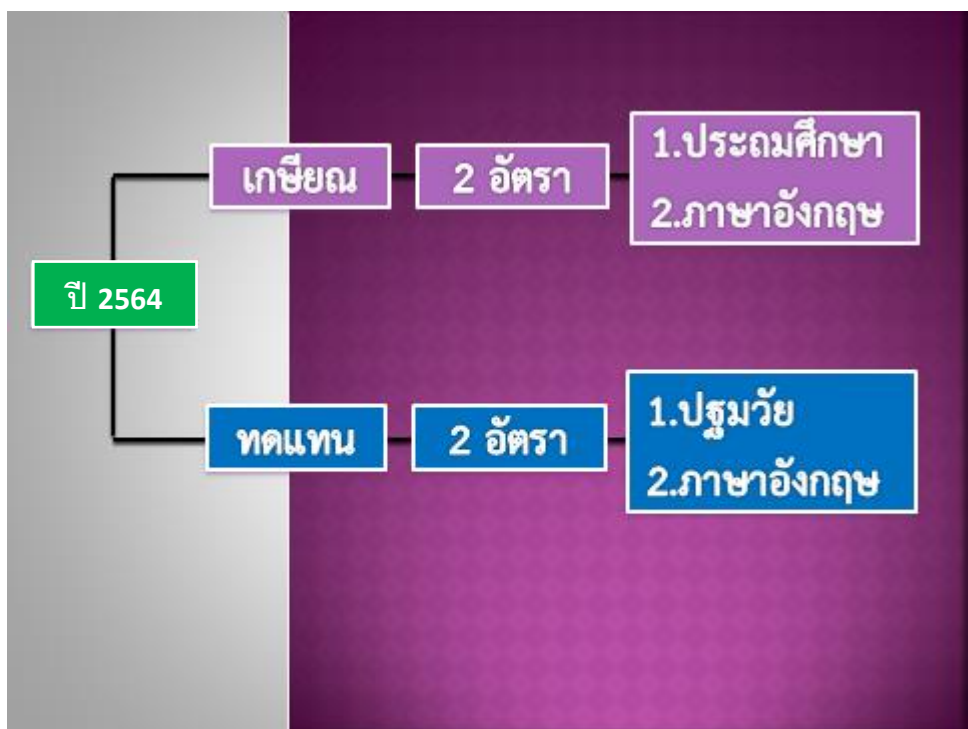 เกษียณ
2 อัตรา
1.ประถมศึกษา
2.ภาษาอังกฤษ
ปี 2564
ทดแทน
2 อัตรา
1.ปฐมวัย
2.ภาษาอังกฤษ